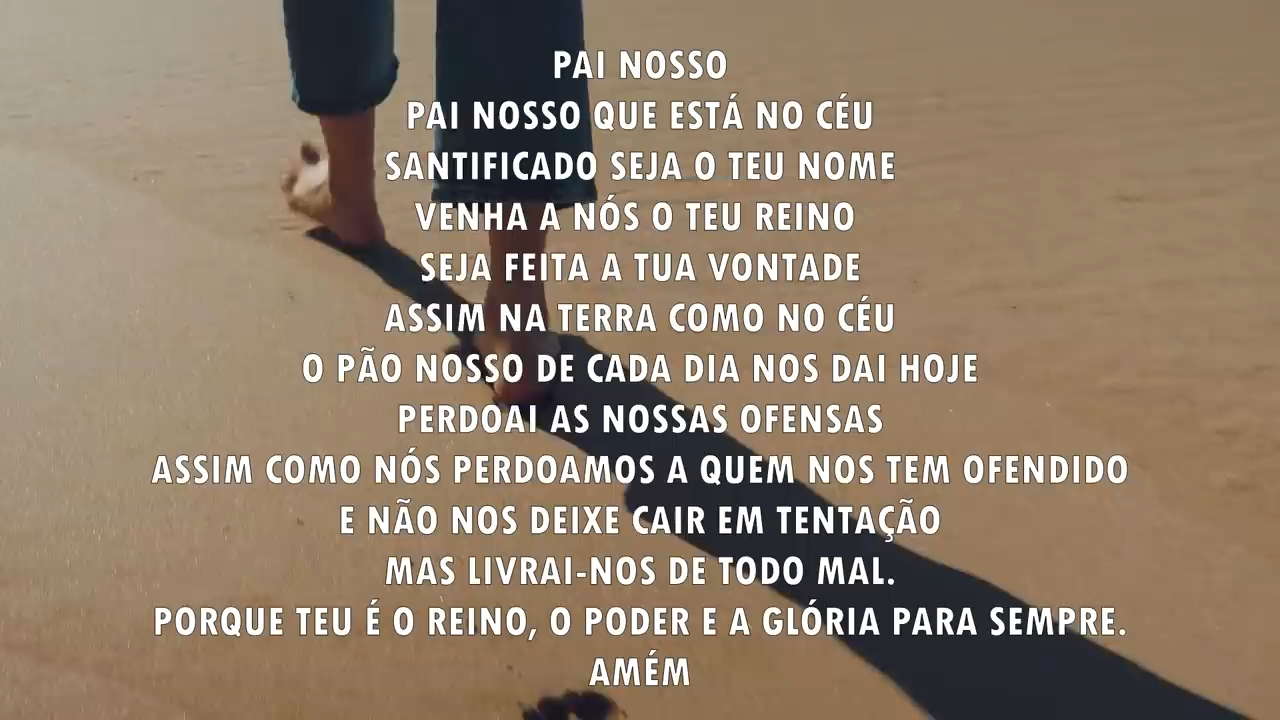 PAI NOSSO
PAI NOSSO QUE ESTÁ NO CÉU
SANTIFICADO SEJA O TEU NOME
VENHA A NÓS O TEU REINO
SEJA FEITA A TUA VONTADE
ASSIM NA TERRA COMO NO CÉU
O PÃO NOSSO DE CADA DIA NOS DAI HOJE
PERDOAI AS NOSSAS OFENSAS
ASSIM COMO NÓS PERDOAMOS A QUEM NOS TEM OFENDIDO
E NÃO NOS DEIXE CAIR EM TENTAÇÃO
MAS LIVRAI-NOS DE TODO MAL.
PORQUE TEU É O REINO, O PODER E A GLÓRIA PARA SEMPRE.
AMÉM